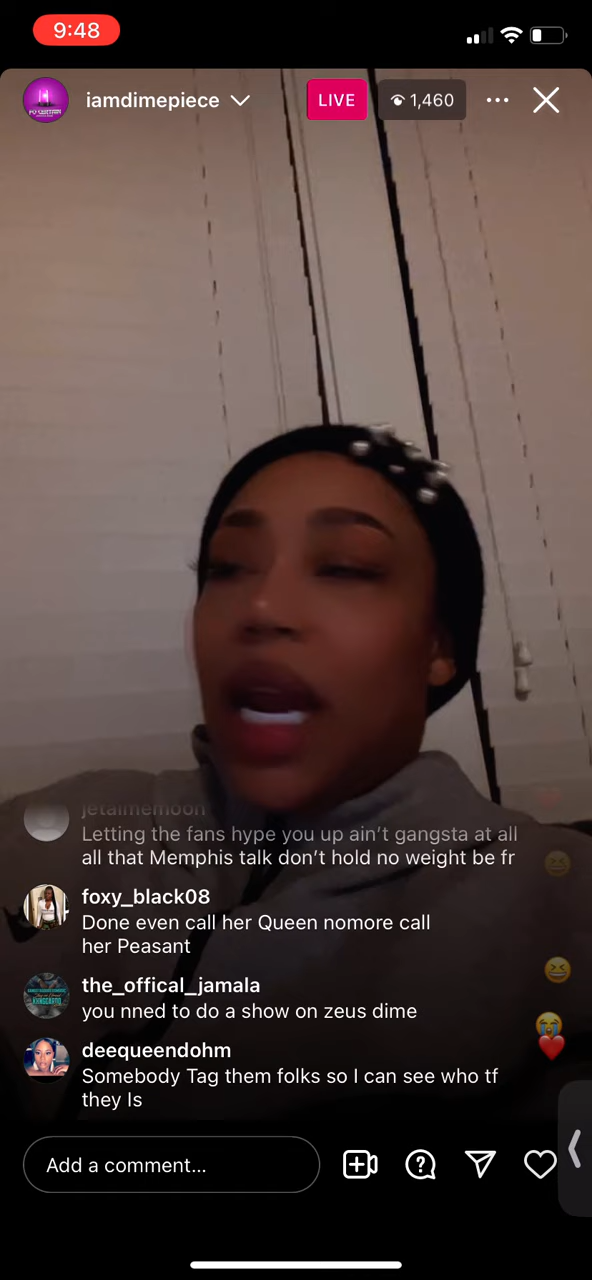 9:48
iamdimepiece
LIVE
1,460
jetaimemoon
Letting the fans hype you up ain't gangsta at all
all that Memphis talk don't hold no weight be fr
foxy_black08
Done even call her Queen nomore call
her Peasant
the_offical_jamala
you nned to do a show on zeus dime
deequeendohm
Somebody Tag them folks so I can see who tf
they Is
Add a comment...